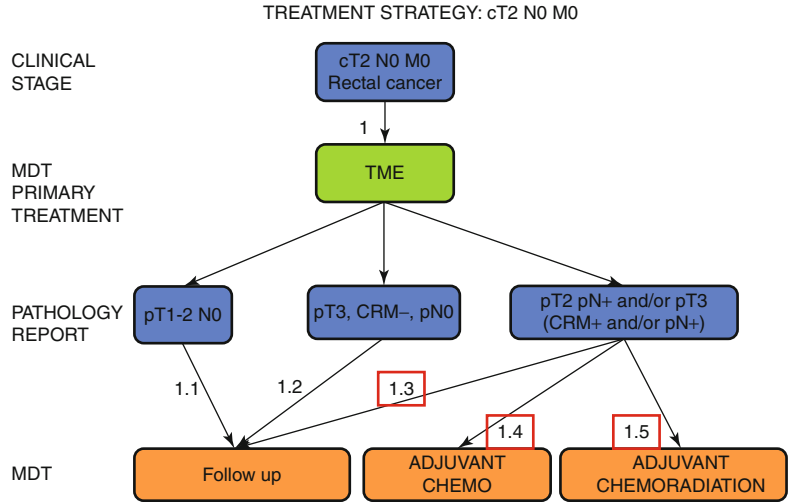 TREATMENT STRATEGY: cT2 N0 M0
CLINICAL
STAGE
cT2 N0 M0
Rectal cancer
1
MDT
PRIMARY
TREATMENT
TME
PATHOLOGY
REPORT
pT1-2 N0
pT3, CRM–, pN0
pT2 pN+ and/or pT3
(CRM+ and/or pN+)
1.1
1.2
1.3
1.4
1.5
MDT
Follow up
ADJUVANT
CHEMO
ADJUVANT
CHEMORADIATION